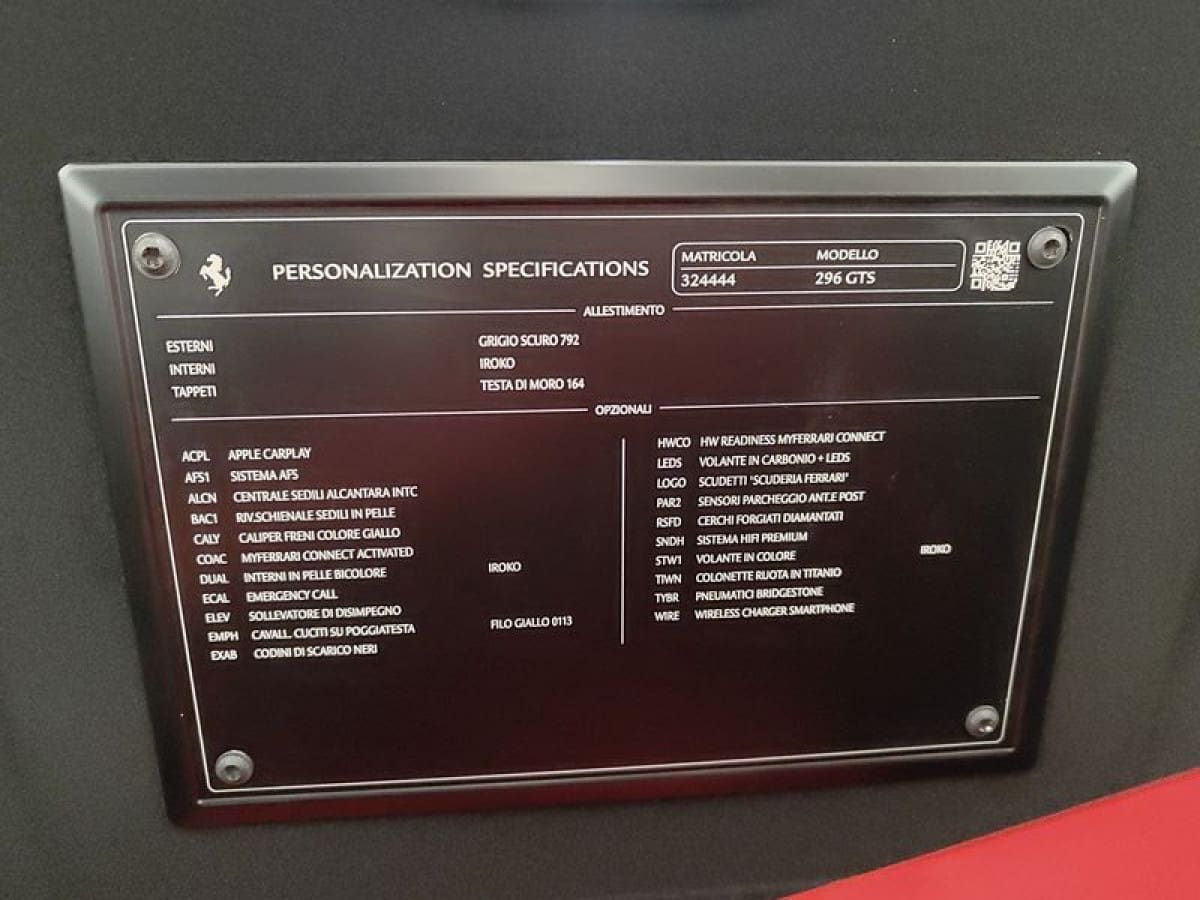 PERSONALIZATION SPECIFICATIONS
MATRICOLA MODELLO
324444 296 GTS
ALLESTIMENTO
ESTERNI GRIGIO SCURO 792
INTERNI IROKO
TAPPETI TESTA DI MORO 164
OPZIONALI
ACPL APPLE CARPLAY
AFS1 SISTEMA AFS
ALCN CENTRALE SEDILI ALCANTARA INTC
BAC1 RIV.SCHIENALE SEDILI IN PELLE
CALY CALIPER FRENI COLORE GIALLO
COAC MYFERRARI CONNECT ACTIVATED
DUAL INTERNI IN PELLE BICOLORE IROKO
ECAL EMERGENCY CALL
ELEV SOLLEVATORE DI DISIMPEGNO
EMPH CAVALL. CUCITI SU POGGIATESTA FILO GIALLO 0113
EXAB CODINI DI SCARICO NERI
HWCO HW READINESS MYFERRARI CONNECT
LEDS VOLANTE IN CARBONIO + LEDS
LOGO SCUDETTI "SCUDERIA FERRARI"
PAR2 SENSORI PARCHEGGIO ANT.E POST
RSFD CERCHI FORGIATI DIAMANTATI
SNDH SISTEMA HIFI PREMIUM
STW1 VOLANTE IN COLORE IROKO
TIWN COLONETTE RUOTA IN TITANIO
TYBR PNEUMATICI BRIDGESTONE
WIRE WIRELESS CHARGER SMARTPHONE